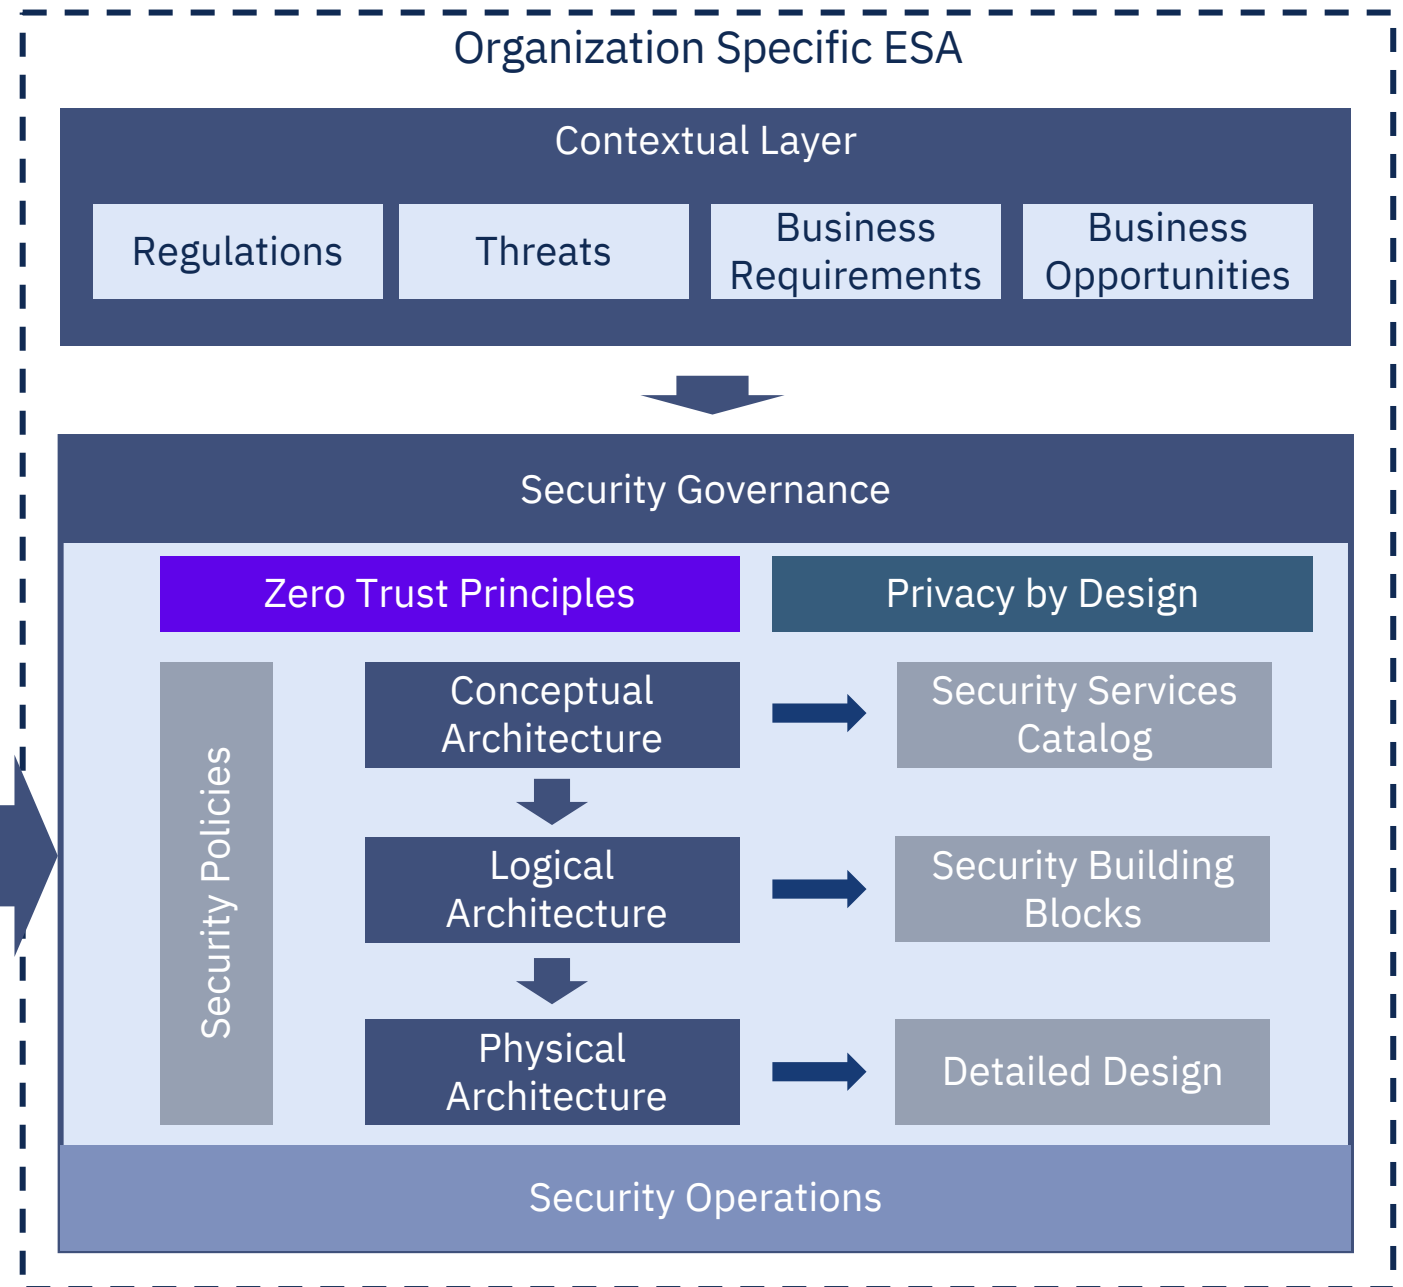 Organization Specific ESA
Contextual Layer
Regulations
Threats
Business
Requirements
Business
Opportunities
Security Governance
Zero Trust Principles
Privacy by Design
Security Policies
Conceptual
Architecture
Security Services
Catalog
Logical
Architecture
Security Building
Blocks
Physical
Architecture
Detailed Design
Security Operations